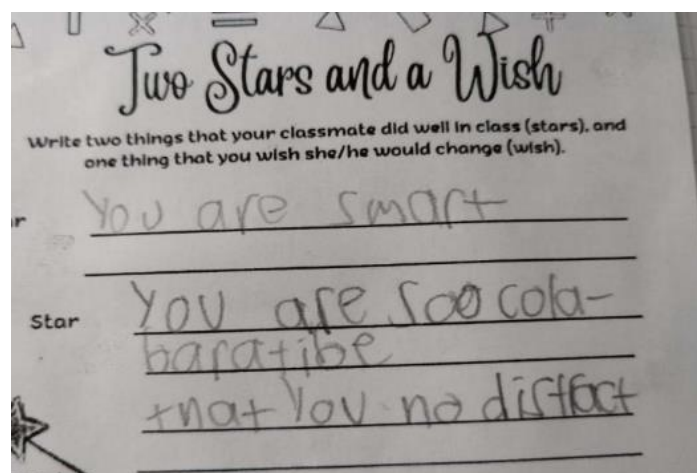 Two Stars and a Wish
Write two things that your classmate did well in class (stars), and
one thing that you wish she/he would change (wish).
r You are smart
Star You are soo cola-
baratibe
that You no distract